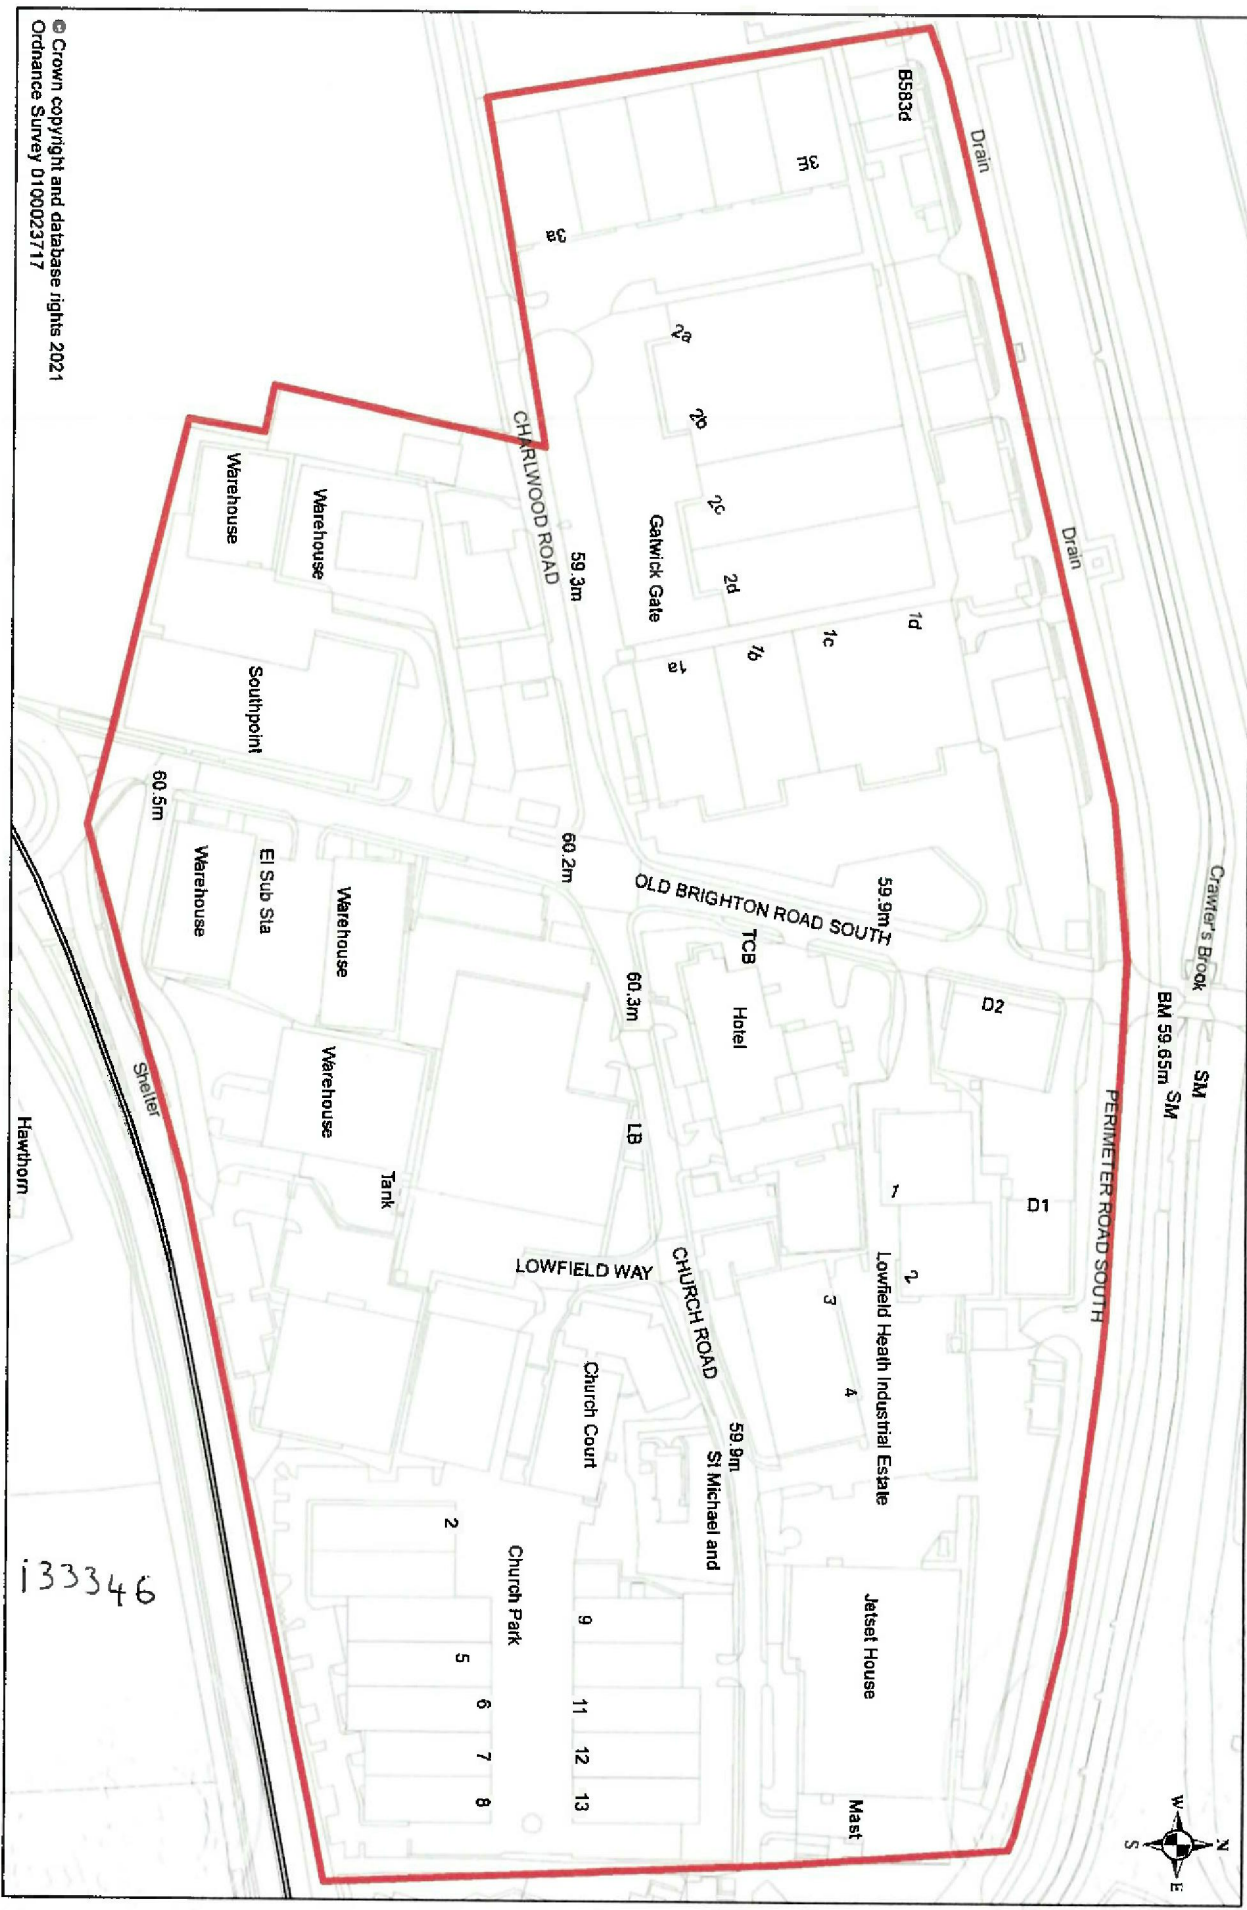 © Crown copyright and database rights 2021
Ordnance Survey 0100023717
B583d
Drain
3E
3a
2a
2b
2c
2d
Gatwick Gate
1a
1b
1c
1d
Drain
CHARLWOOD ROAD
59.3m
Warehouse
Warehouse
Southpoint
60.5m
60.2m
OLD BRIGHTON ROAD SOUTH
59.9m
Crawter's Brook
BM 59.65m
SM
SM
PERIMETER ROAD SOUTH
D2
D1
TCB
Hotel
60.3m
El Sub Sta
Warehouse
Warehouse
Warehouse
Tank
Shelter
Hawthorn
LB
LOWFIELD WAY
CHURCH ROAD
1
2
3
4
Lowfield Heath Industrial Estate
Church Court
59.9m
St Michael and
Jetset House
Mast
Church Park
2
5
6
7
8
9
11
12
13
N
E
S
W
133346